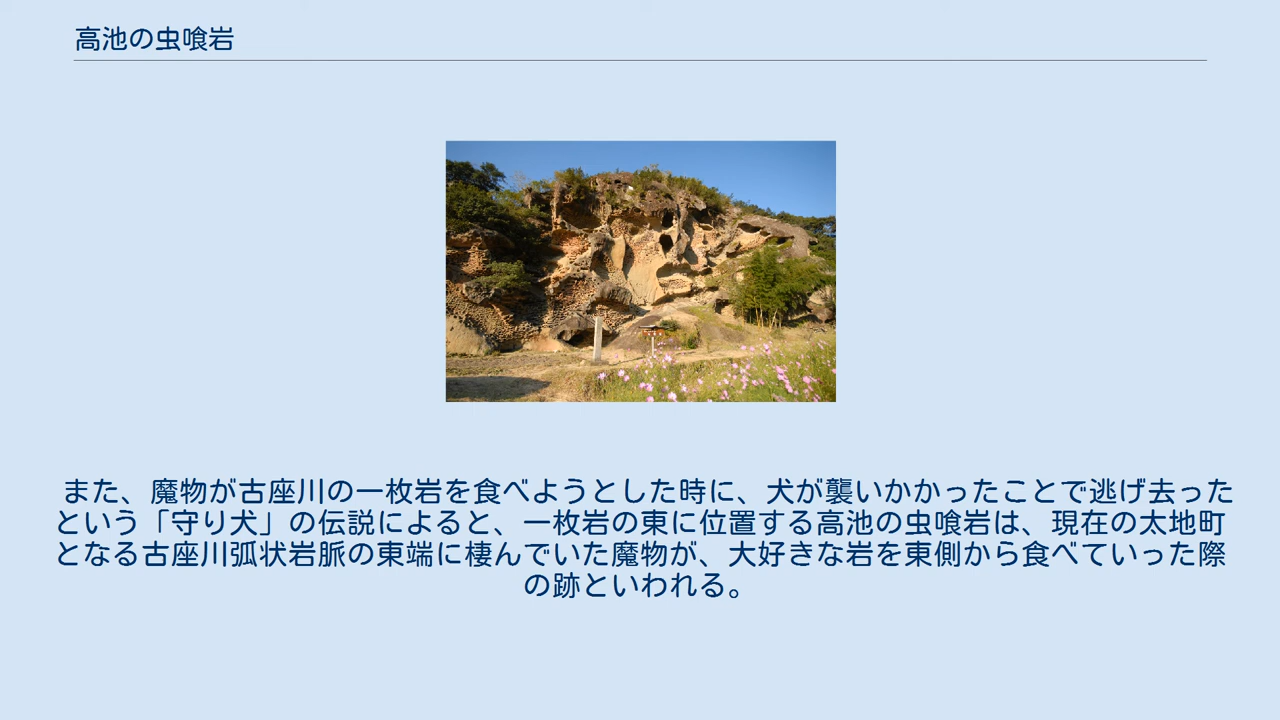 高池の虫喰岩
また、魔物が古座川の一枚岩を食べようとした時に、犬が襲いかかったことで逃げ去った
という「守り犬」の伝説によると、一枚岩の東に位置する高池の虫喰岩は、現在の太地町
となる古座川弧状岩脈の東端に棲んでいた魔物が、大好きな岩を東側から食べていった際
の跡といわれる。